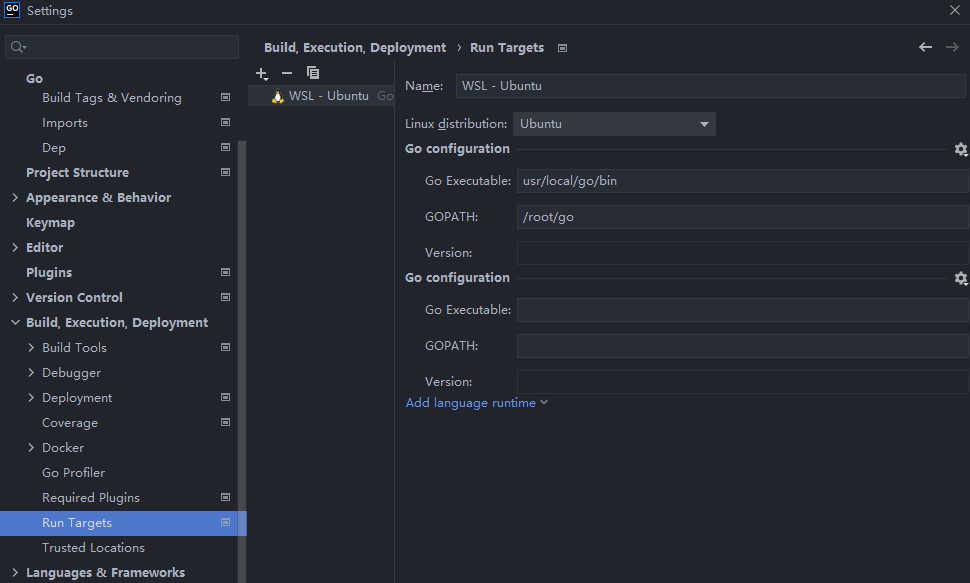 GO Settings
Build, Execution, Deployment › Run Targets
Go
Build Tags & Vendoring
Imports
Dep
Project Structure
Appearance & Behavior
Keymap
Editor
Plugins
Version Control
Build, Execution, Deployment
Build Tools
Debugger
Deployment
Coverage
Docker
Go Profiler
Required Plugins
Run Targets
Trusted Locations
Languages & Frameworks
WSL - Ubuntu Go
Name: WSL - Ubuntu
Linux distribution: Ubuntu
Go configuration
Go Executable: usr/local/go/bin
GOPATH: /root/go
Version:
Go configuration
Go Executable:
GOPATH:
Version:
Add language runtime